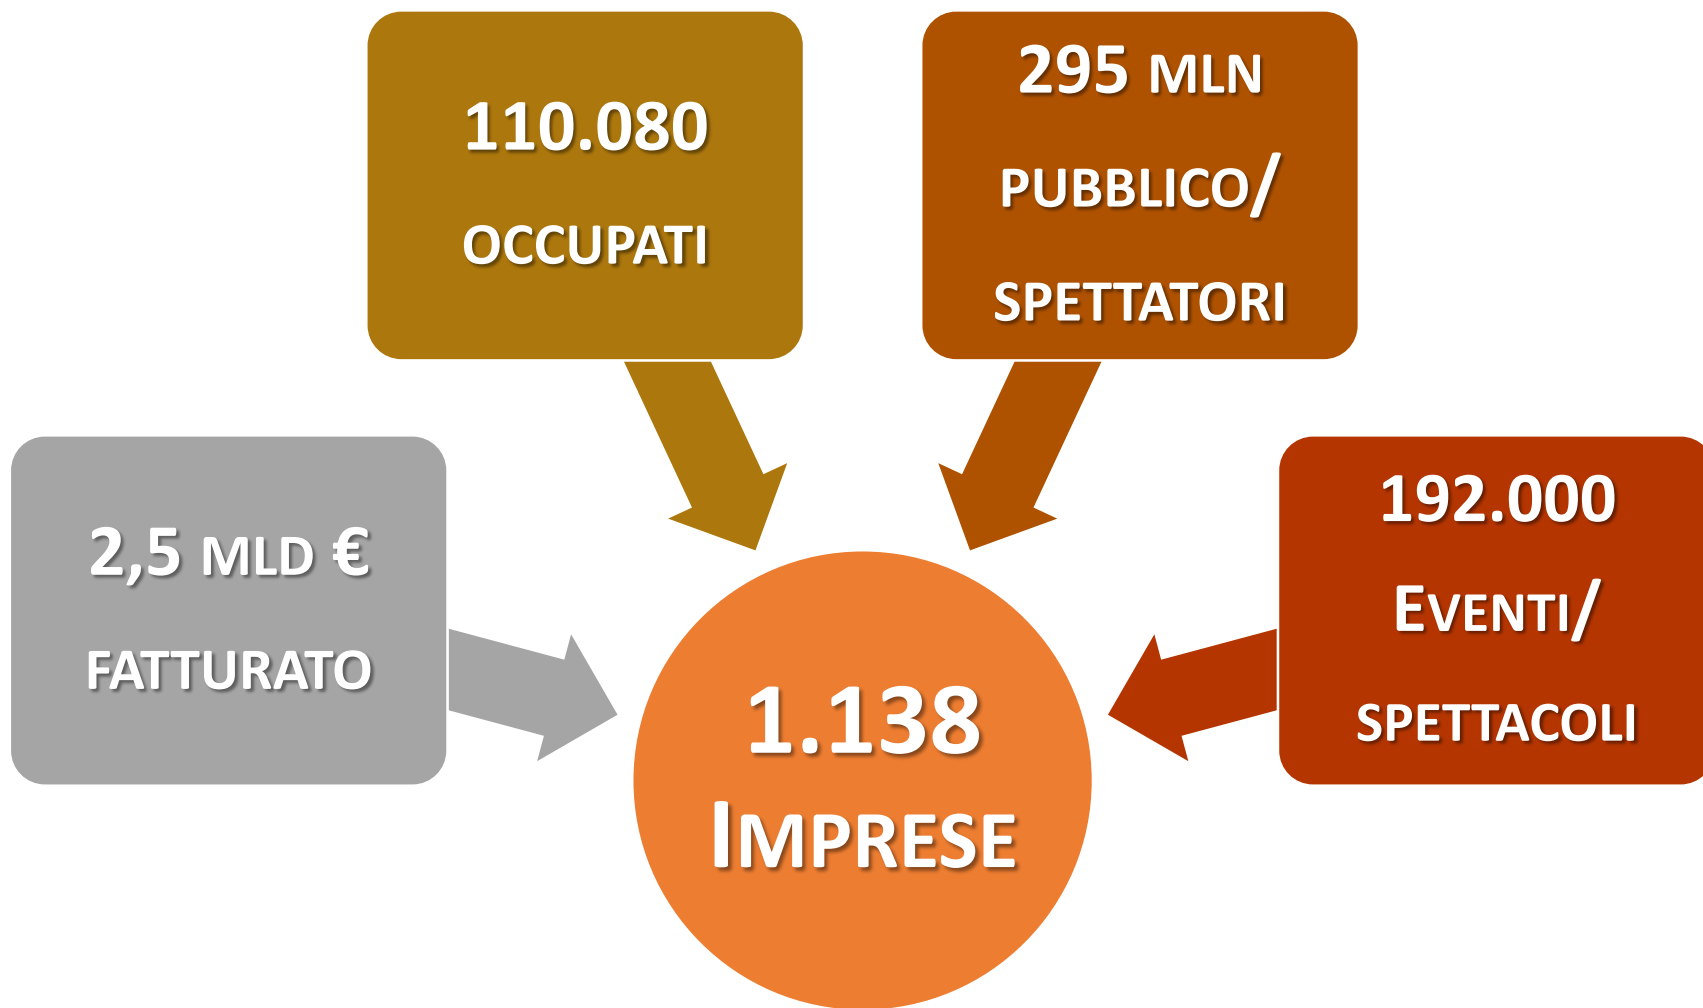 110.080
OCCUPATI
295 MLN
PUBBLICO/
SPETTATORI
2,5 MLD €
FATTURATO
192.000
EVENTI/
SPETTACOLI
1.138
IMPRESE